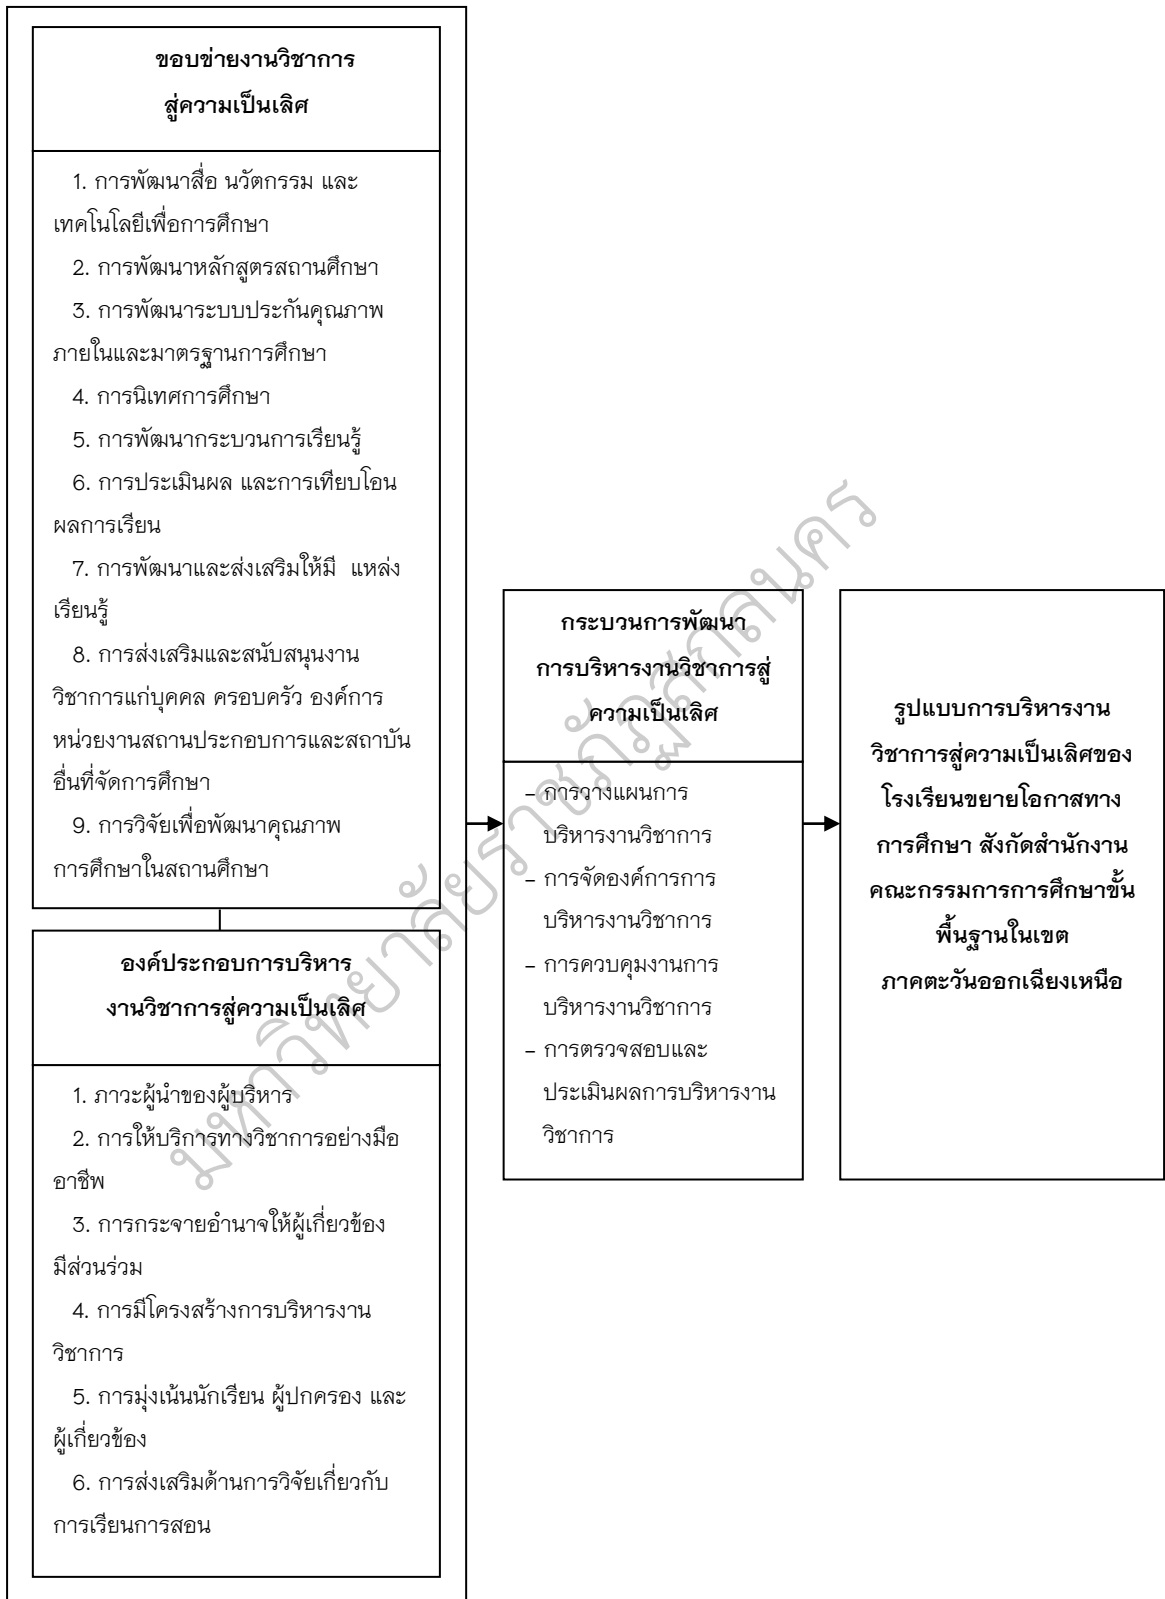 ขอบข่ายงานวิชาการ
สู่ความเป็นเลิศ
1. การพัฒนาสื่อ นวัตกรรม และ
เทคโนโลยีเพื่อการศึกษา
2. การพัฒนาหลักสูตรสถานศึกษา
3. การพัฒนาระบบประกันคุณภาพ
ภายในและมาตรฐานการศึกษา
4. การนิเทศการศึกษา
5. การพัฒนากระบวนการเรียนรู้
6. การประเมินผล และการเทียบโอน
ผลการเรียน
7. การพัฒนาและส่งเสริมให้มี แหล่ง
เรียนรู้
8. การส่งเสริมและสนับสนุนงาน
วิชาการแก่บุคคล ครอบครัว องค์การ
หน่วยงานสถานประกอบการและสถาบัน
อื่นที่จัดการศึกษา
9. การวิจัยเพื่อพัฒนาคุณภาพ
การศึกษาในสถานศึกษา
องค์ประกอบการบริหาร
งานวิชาการสู่ความเป็นเลิศ
1. ภาวะผู้นำของผู้บริหาร
2. การให้บริการทางวิชาการอย่างมือ
อาชีพ
3. การกระจายอำนาจให้ผู้เกี่ยวข้อง
มีส่วนร่วม
4. การมีโครงสร้างการบริหารงาน
วิชาการ
5. การมุ่งเน้นนักเรียน ผู้ปกครอง และ
ผู้เกี่ยวข้อง
6. การส่งเสริมด้านการวิจัยเกี่ยวกับ
การเรียนการสอน
กระบวนการพัฒนา
การบริหารงานวิชาการสู่
ความเป็นเลิศ
– การวางแผนการ
บริหารงานวิชาการ
– การจัดองค์การการ
บริหารงานวิชาการ
– การควบคุมงานการ
บริหารงานวิชาการ
– การตรวจสอบและ
ประเมินผลการบริหารงาน
วิชาการ
รูปแบบการบริหารงาน
วิชาการสู่ความเป็นเลิศของ
โรงเรียนขยายโอกาสทาง
การศึกษา สังกัดสำนักงาน
คณะกรรมการการศึกษาขั้น
พื้นฐานในเขต
ภาคตะวันออกเฉียงเหนือ
มหาวิทยาลัยราชภัฏสกลนคร